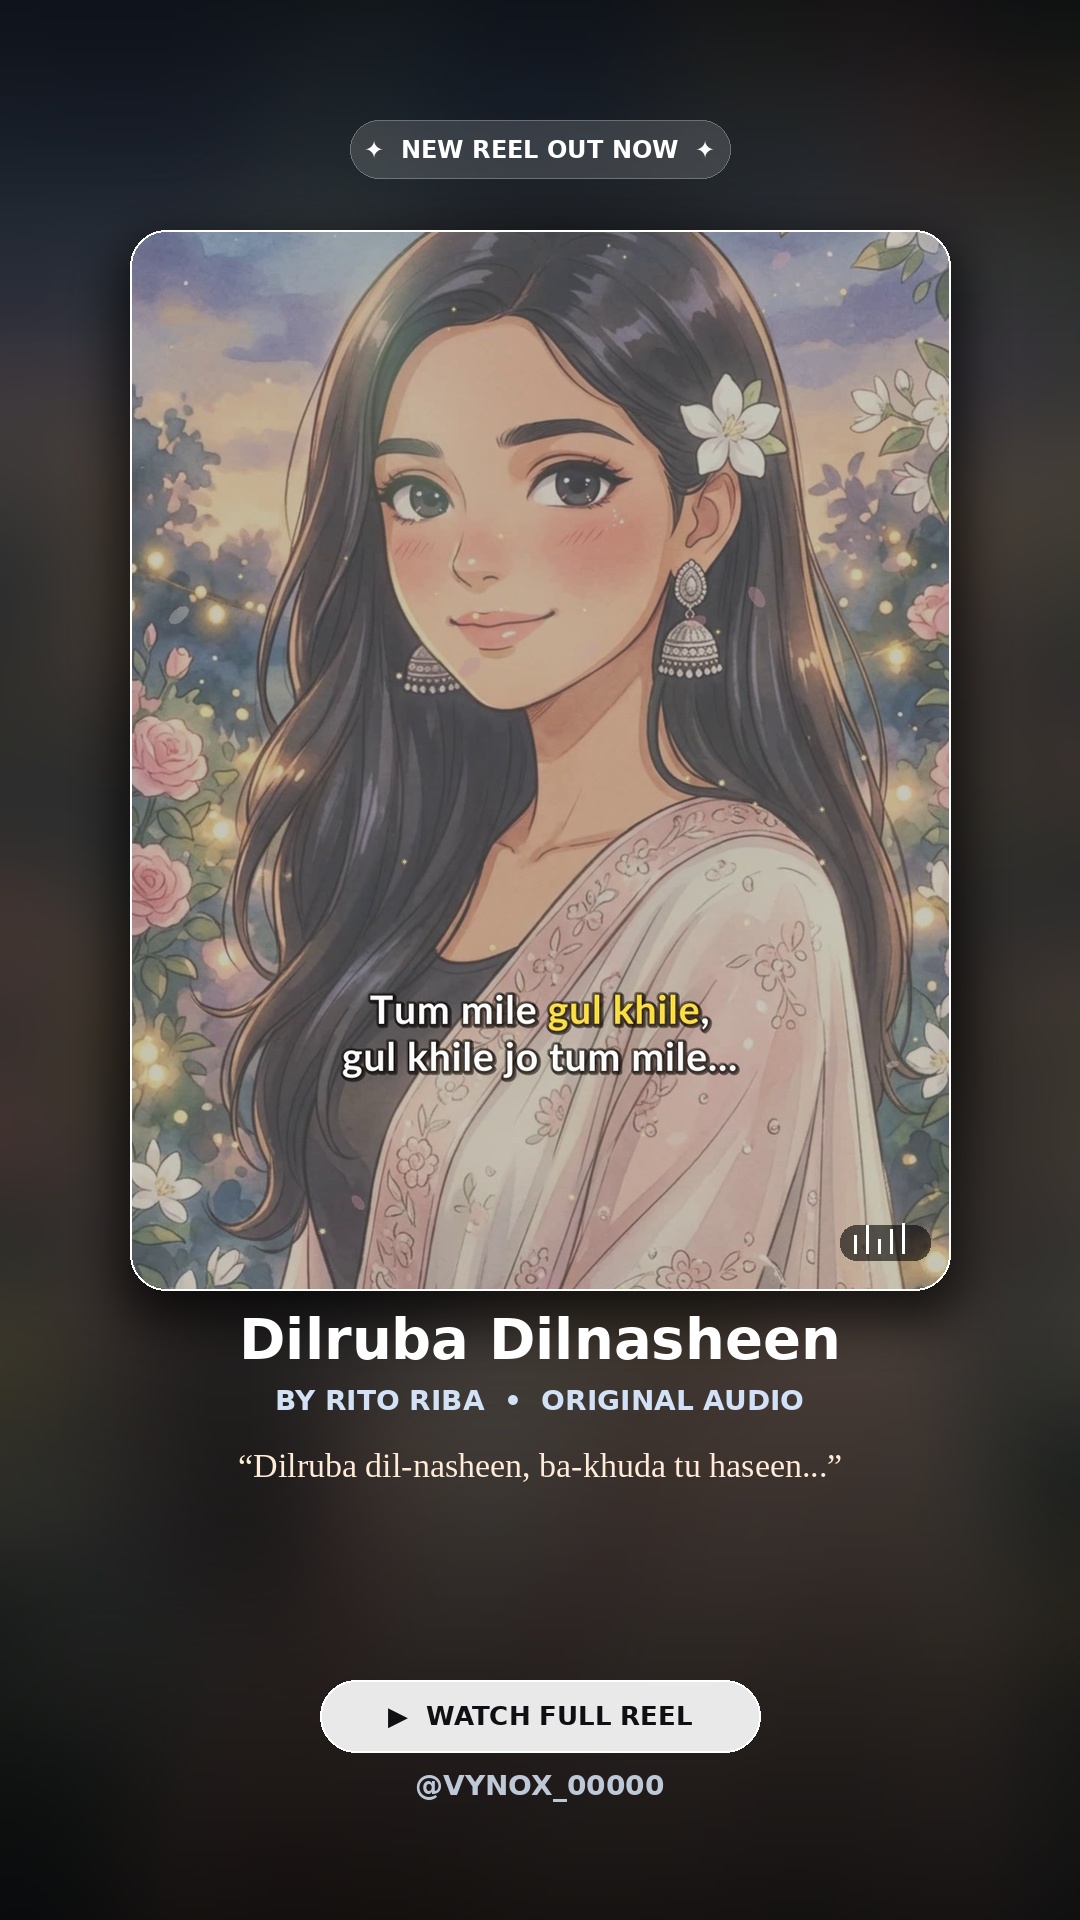 ✦ NEW REEL OUT NOW ✦
Tum mile gul khile,
gul khile jo tum mile...
Dilruba Dilnasheen
BY RITO RIBA • ORIGINAL AUDIO
“Dilruba dil-nasheen, ba-khuda tu haseen...”
▶ WATCH FULL REEL
@VYNOX_00000